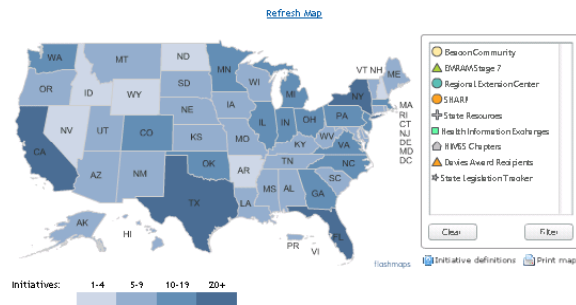 Refresh Map
WA
OR
CA
NV
ID
MT
WY
UT
AZ
CO
NM
ND
SD
NE
KS
OK
TX
MN
IA
MO
AR
LA
WI
IL
MI
IN
OH
KY
TN
MS
AL
GA
FL
SC
NC
VA
WV
PA
NY
VT NH
ME
MA
RI
CT
NJ
DE
MD
DC
AK
HI
PR
VI
flashmaps
Beacon Community
EMRAM Stage 7
Regional Extension Center
SHARP
State Resources
Health Information Exchanges
HIMSS Chapters
Davies Award Recipients
State Legislation Tracker
Clear
Filter
Initiative definitions
Print map
Initiatives:
1-4
5-9
10-19
20+